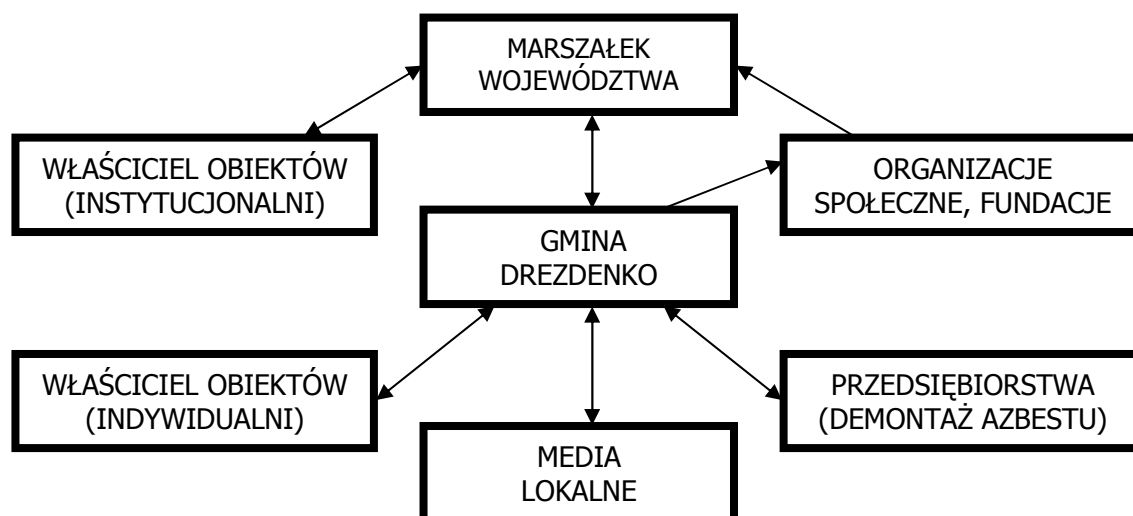 MARSZAŁEK
WOJEWÓDZTWA
WŁAŚCICIEL OBIEKTÓW
(INSTYTUCJONALNI)
ORGANIZACJE
SPOŁECZNE, FUNDACJE
GMINA
DREZDENKO
WŁAŚCICIEL OBIEKTÓW
(INDYWIDUALNI)
PRZEDSIĘBIORSTWA
(DEMONTAŻ AZBESTU)
MEDIA
LOKALNE